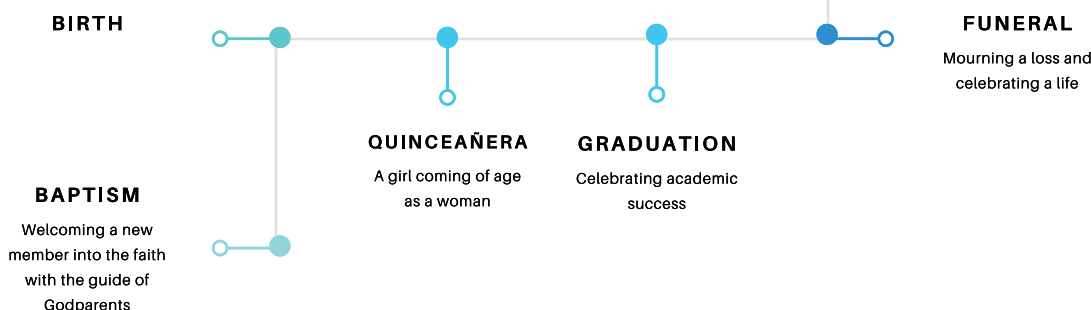 BIRTH
FUNERAL
Mourning a loss and
celebrating a life
QUINCEAÑERA
A girl coming of age
as a woman
GRADUATION
Celebrating academic
success
BAPTISM
Welcoming a new
member into the faith
with the guide of
Godparents